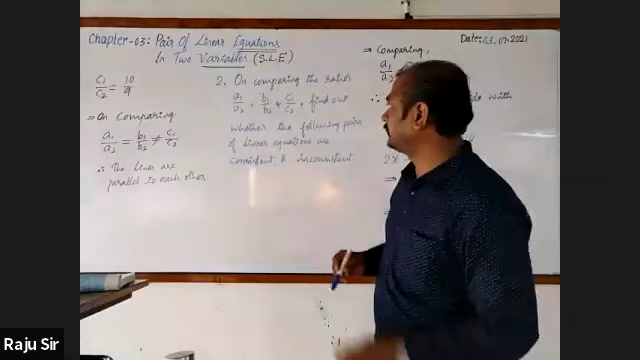 Chapter-03: Pair Of Linear Equations
In Two Variables (S.L.E)
Date: 03.07.2021
C₁/C₂ = 10/9
⇒ On Comparing
a₁/a₂ = b₁/b₂ ≠ C₁/C₂
∴ The lines are
parallel to each other
2. On comparing the ratios
a₁/a₂, b₁/b₂ & C₁/C₂, find out
whether the following pairs
of linear equations are
consistent & inconsistent.
⇒ Comparing,
a₁
∴
with
⇒
Raju Sir